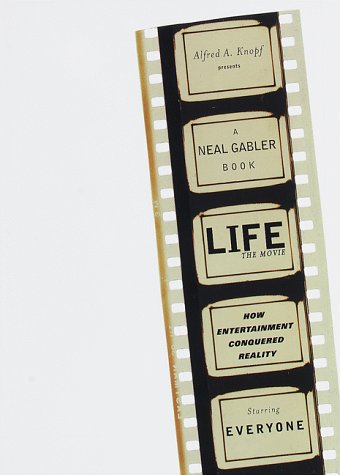 Alfred A. Knopf
presents
A
NEAL GABLER
BOOK
LIFE
THE MOVIE
HOW
ENTERTAINMENT
CONQUERED
REALITY
Starring
EVERYONE